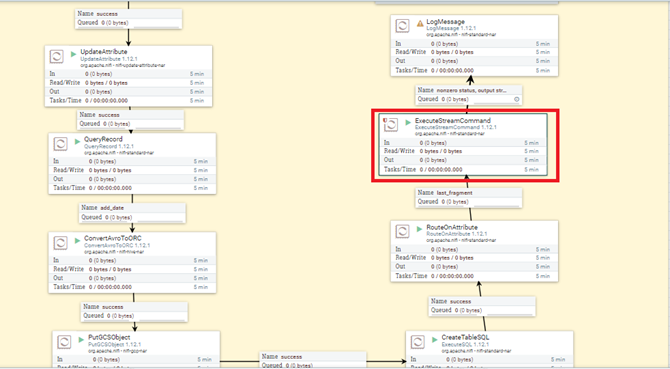 Name success
Queued 0 (0 bytes)
UpdateAttribute
UpdateAttribute 1.12.1
org.apache.nifi - nifi-update-attribute-nar
In 0 (0 bytes) 5 min
Read/Write 0 bytes / 0 bytes 5 min
Out 0 (0 bytes) 5 min
Tasks/Time 0 / 00:00:00.000 5 min
Name success
Queued 0 (0 bytes)
QueryRecord
QueryRecord 1.12.1
org.apache.nifi - nifi-standard-nar
In 0 (0 bytes) 5 min
Read/Write 0 bytes / 0 bytes 5 min
Out 0 (0 bytes) 5 min
Tasks/Time 0 / 00:00:00.000 5 min
Name add_date
Queued 0 (0 bytes)
ConvertAvroToORC
ConvertAvroToORC 1.12.1
org.apache.nifi - nifi-hive-nar
In 0 (0 bytes) 5 min
Read/Write 0 bytes / 0 bytes 5 min
Out 0 (0 bytes) 5 min
Tasks/Time 0 / 00:00:00.000 5 min
Name success
Queued 0 (0 bytes)
PutGCSObject
PutGCSObject 1.12.1
org.apache.nifi - nifi-gcp-nar
In 0 (0 bytes) 5 min
Name success
Queued 0 (0 bytes)
LogMessage
LogMessage 1.12.1
org.apache.nifi - nifi-standard-nar
In 0 (0 bytes) 5 min
Read/Write 0 bytes / 0 bytes 5 min
Out 0 (0 bytes) 5 min
Tasks/Time 0 / 00:00:00.000 5 min
Name nonzero status, output str...
Queued 0 (0 bytes)
ExecuteStreamCommand
ExecuteStreamCommand 1.12.1
org.apache.nifi - nifi-standard-nar
In 0 (0 bytes) 5 min
Read/Write 0 bytes / 0 bytes 5 min
Out 0 (0 bytes) 5 min
Tasks/Time 0 / 00:00:00.000 5 min
Name last_fragment
Queued 0 (0 bytes)
RouteOnAttribute
RouteOnAttribute 1.12.1
org.apache.nifi - nifi-standard-nar
In 0 (0 bytes) 5 min
Read/Write 0 bytes / 0 bytes 5 min
Out 0 (0 bytes) 5 min
Tasks/Time 0 / 00:00:00.000 5 min
Name success
Queued 0 (0 bytes)
CreateTableSQL
ExecuteSQL 1.12.1
org.apache.nifi - nifi-standard-nar
In 0 (0 bytes) 5 min